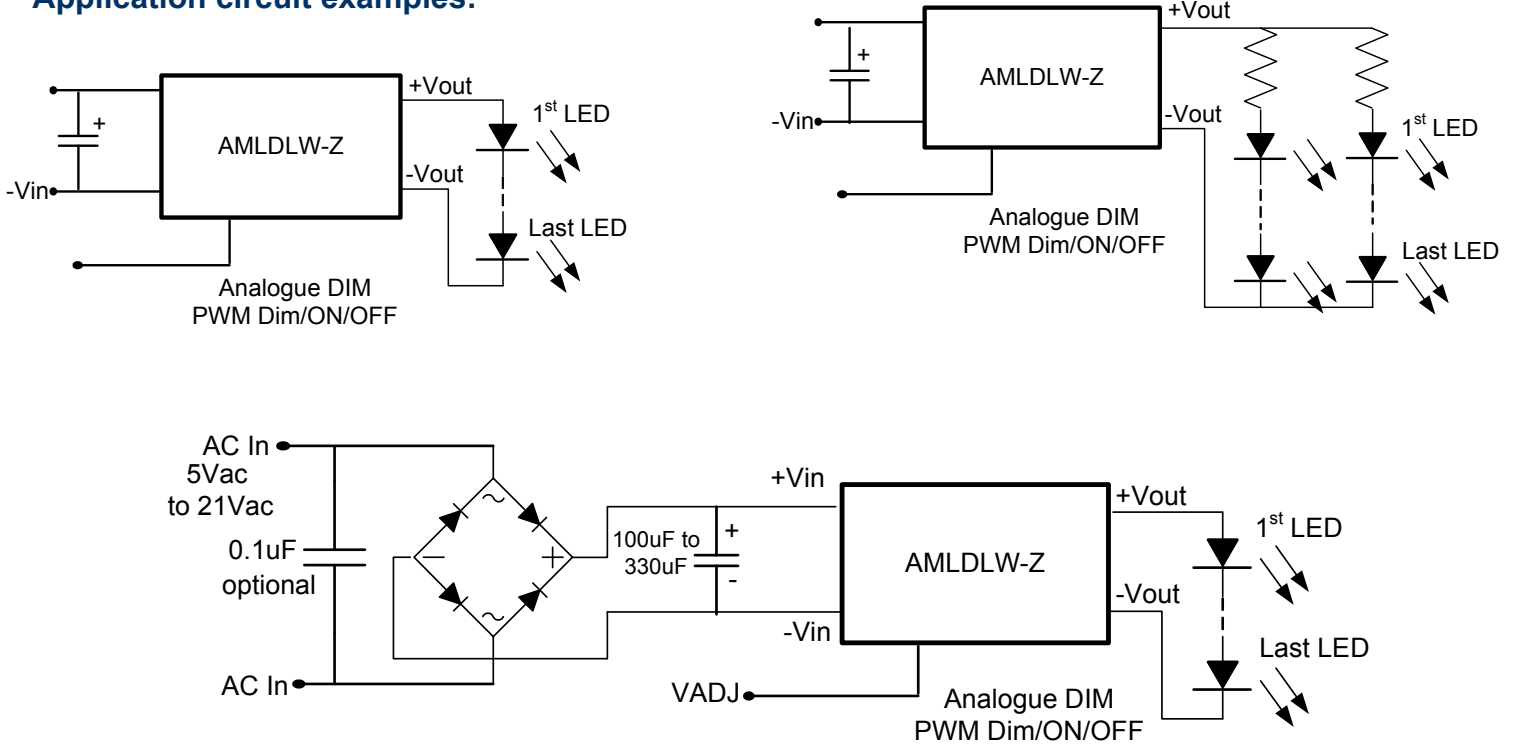 Application circuit examples:
+Vout
1st LED
AMLDLW-Z
+
-Vin
-Vout
Last LED
Analogue DIM
PWM Dim/ON/OFF
+Vout
AMLDLW-Z
+
-Vin
-Vout
1st LED
Last LED
Analogue DIM
PWM Dim/ON/OFF
AC In
5Vac
to 21Vac
0.1uF
optional
AC In
~
+
−
~
+Vin
100uF to
330uF
+
-
-Vin
AMLDLW-Z
+Vout
1st LED
-Vout
Last LED
VADJ
Analogue DIM
PWM Dim/ON/OFF